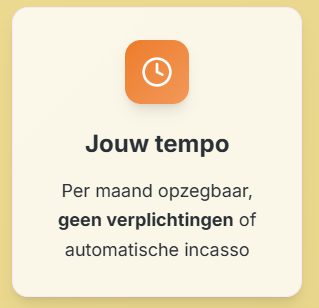 Jouw tempo
Per maand opzegbaar,
geen verplichtingen of
automatische incasso